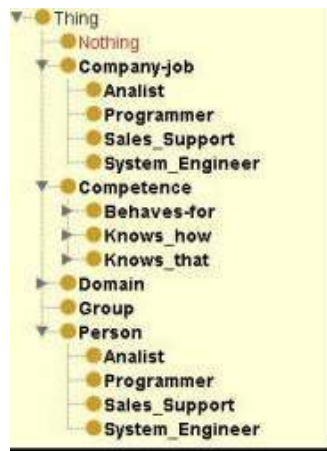 Thing
Nothing
Company-job
Analist
Programmer
Sales_Support
System_Engineer
Competence
Behaves-for
Knows_how
Knows_that
Domain
Group
Person
Analist
Programmer
Sales_Support
System_Engineer